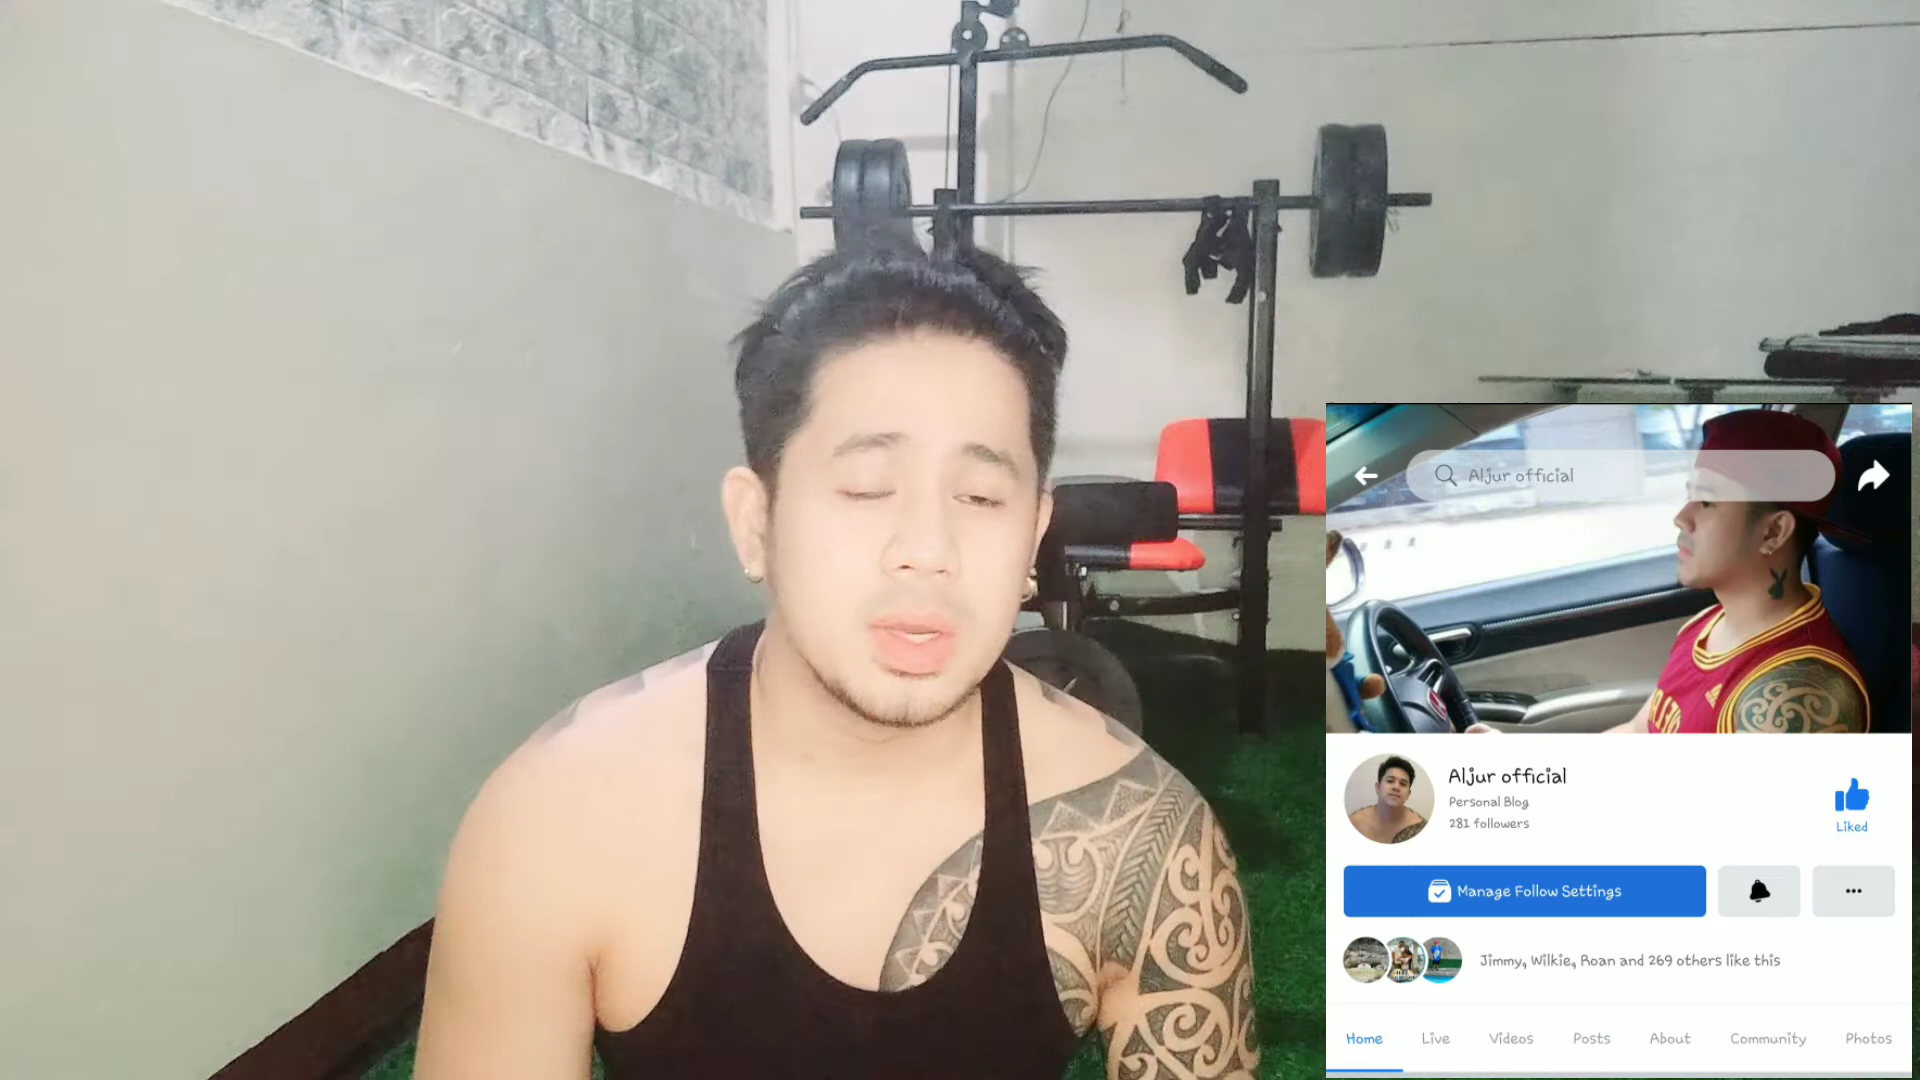 Aljur official
Aljur official
Personal Blog
281 followers
Liked
Manage Follow Settings
Jimmy, Wilkie, Roan and 269 others like this
Home Live Videos Posts About Community Photos